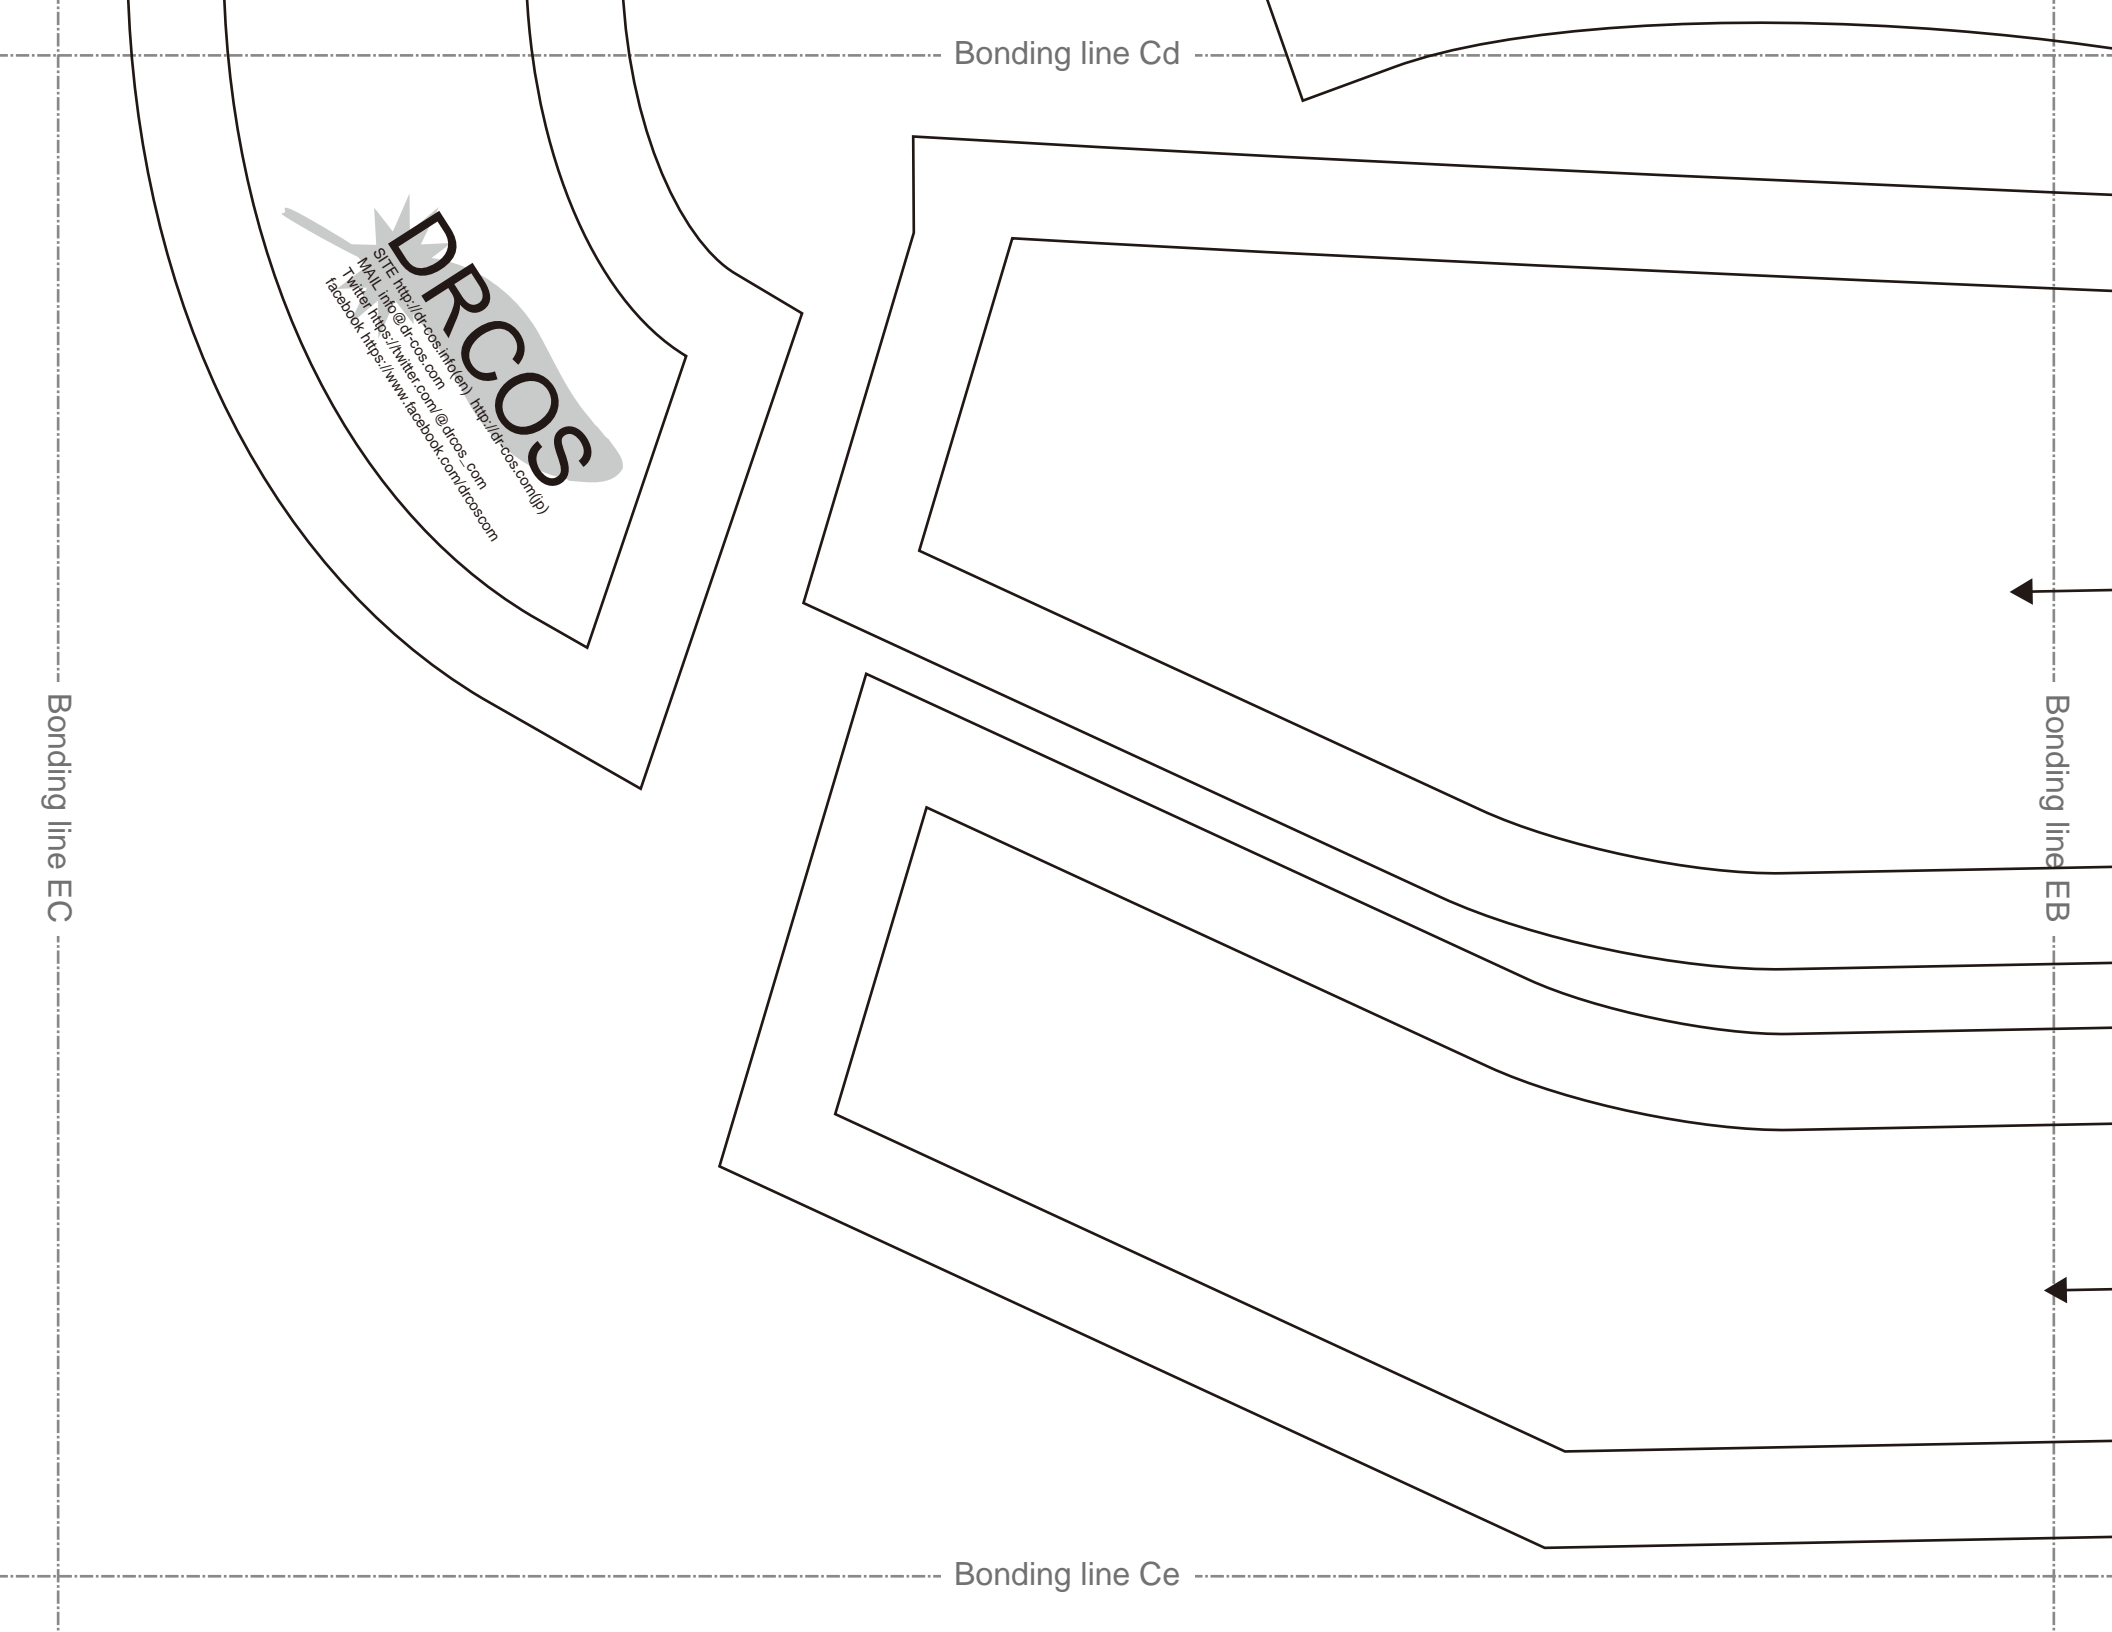 Bonding line Cd
DRCOS
SITE http://dr-cos.info(en) http://dr-cos.com(jp)
MAIL info@dr-cos.com
Twitter https://twitter.com/@drcos_com
facebook https://www.facebook.com/drcoscom
Bonding line EC
Bonding line EB
Bonding line Ce